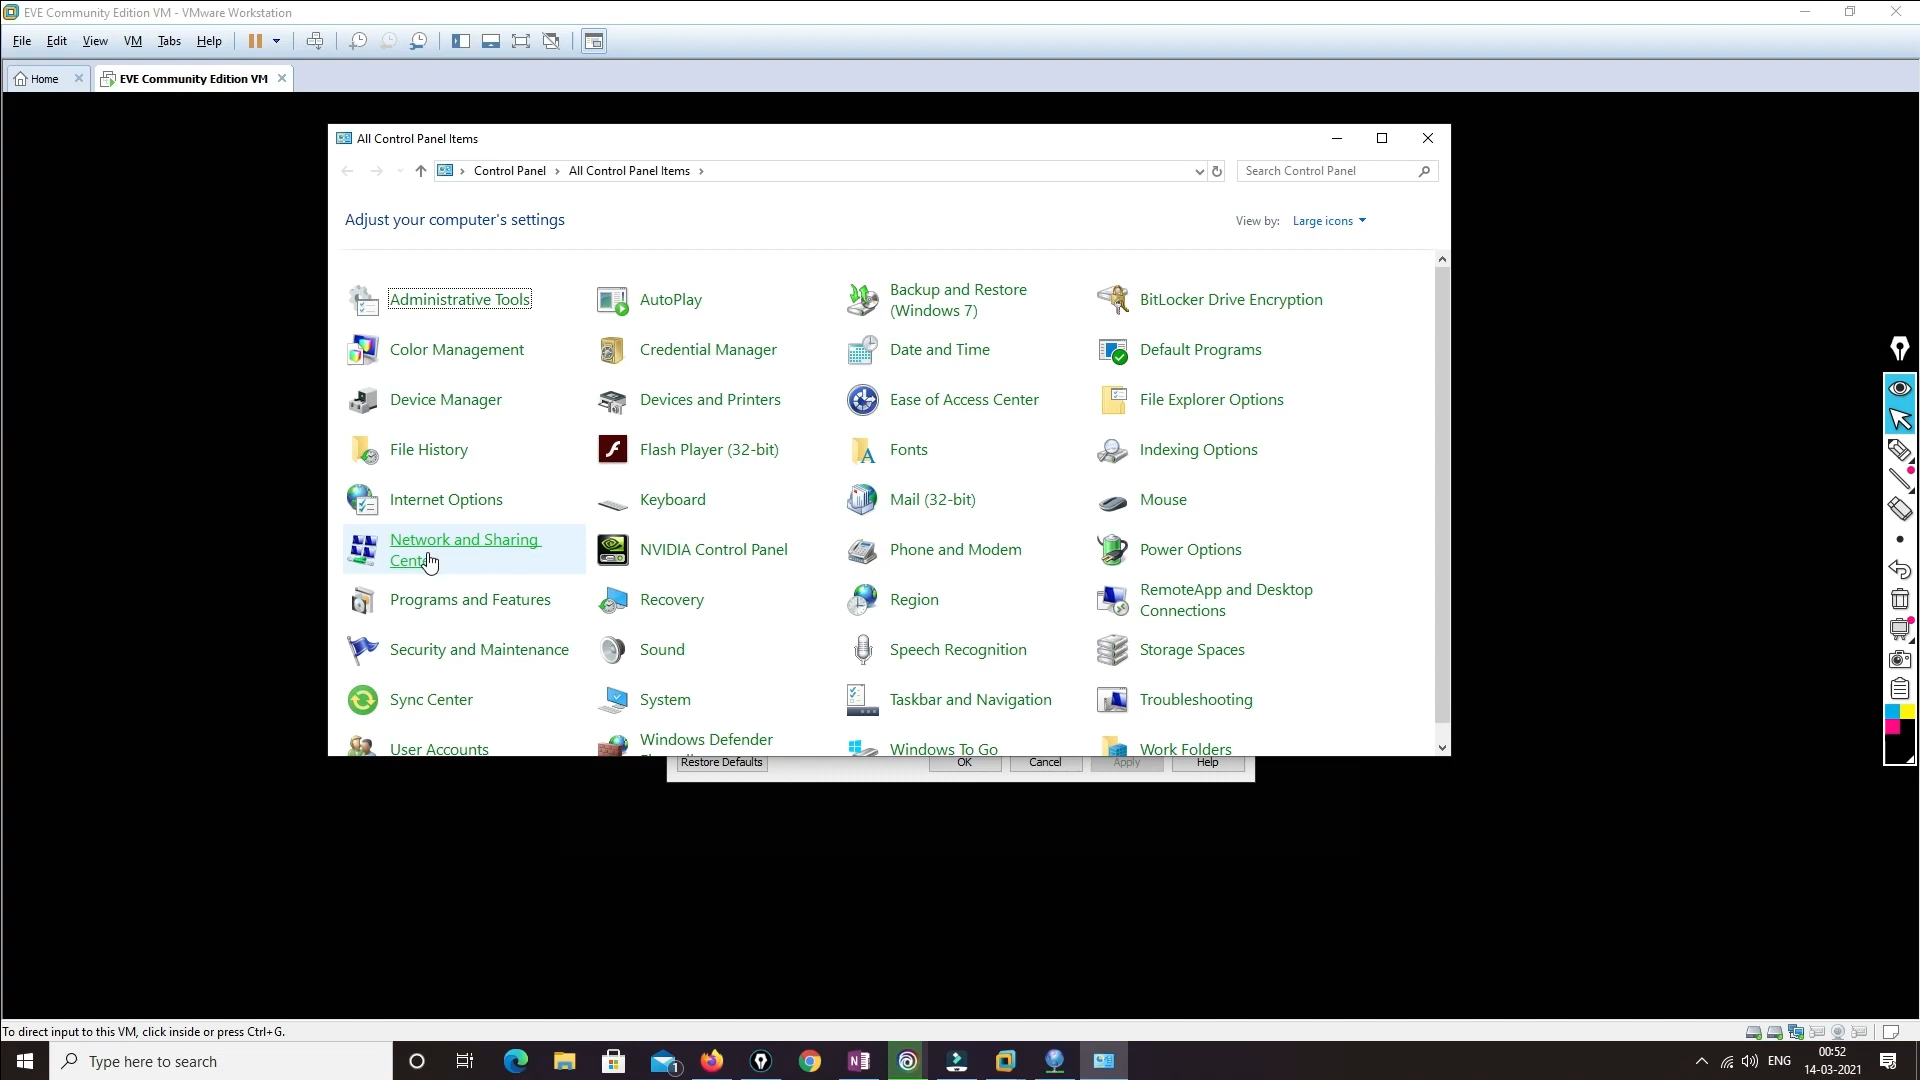 EVE Community Edition VM - VMware Workstation
File Edit View VM Tabs Help
Home
EVE Community Edition VM
All Control Panel Items
Control Panel > All Control Panel Items >
Search Control Panel
Adjust your computer's settings
View by: Large icons
Administrative Tools
AutoPlay
Backup and Restore
(Windows 7)
BitLocker Drive Encryption
Color Management
Credential Manager
Date and Time
Default Programs
Device Manager
Devices and Printers
Ease of Access Center
File Explorer Options
File History
Flash Player (32-bit)
Fonts
Indexing Options
Internet Options
Keyboard
Mail (32-bit)
Mouse
Network and Sharing
Center
NVIDIA Control Panel
Phone and Modem
Power Options
Programs and Features
Recovery
Region
RemoteApp and Desktop
Connections
Security and Maintenance
Sound
Speech Recognition
Storage Spaces
Sync Center
System
Taskbar and Navigation
Troubleshooting
User Accounts
Windows Defender
Windows To Go
Work Folders
Restore Defaults
OK
Cancel
Apply
Help
To direct input to this VM, click inside or press Ctrl+G.
Type here to search
1
ENG
00:52
14-03-2021